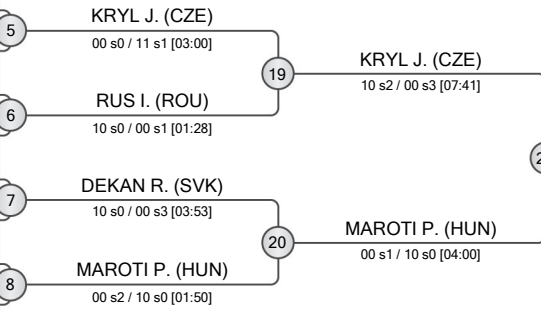 5
KRYL J. (CZE)
00 s0 / 11 s1 [03:00]
19
KRYL J. (CZE)
10 s2 / 00 s3 [07:41]
6
RUS I. (ROU)
10 s0 / 00 s1 [01:28]
7
DEKAN R. (SVK)
10 s0 / 00 s3 [03:53]
20
MAROTI P. (HUN)
00 s1 / 10 s0 [04:00]
8
MAROTI P. (HUN)
00 s2 / 10 s0 [01:50]